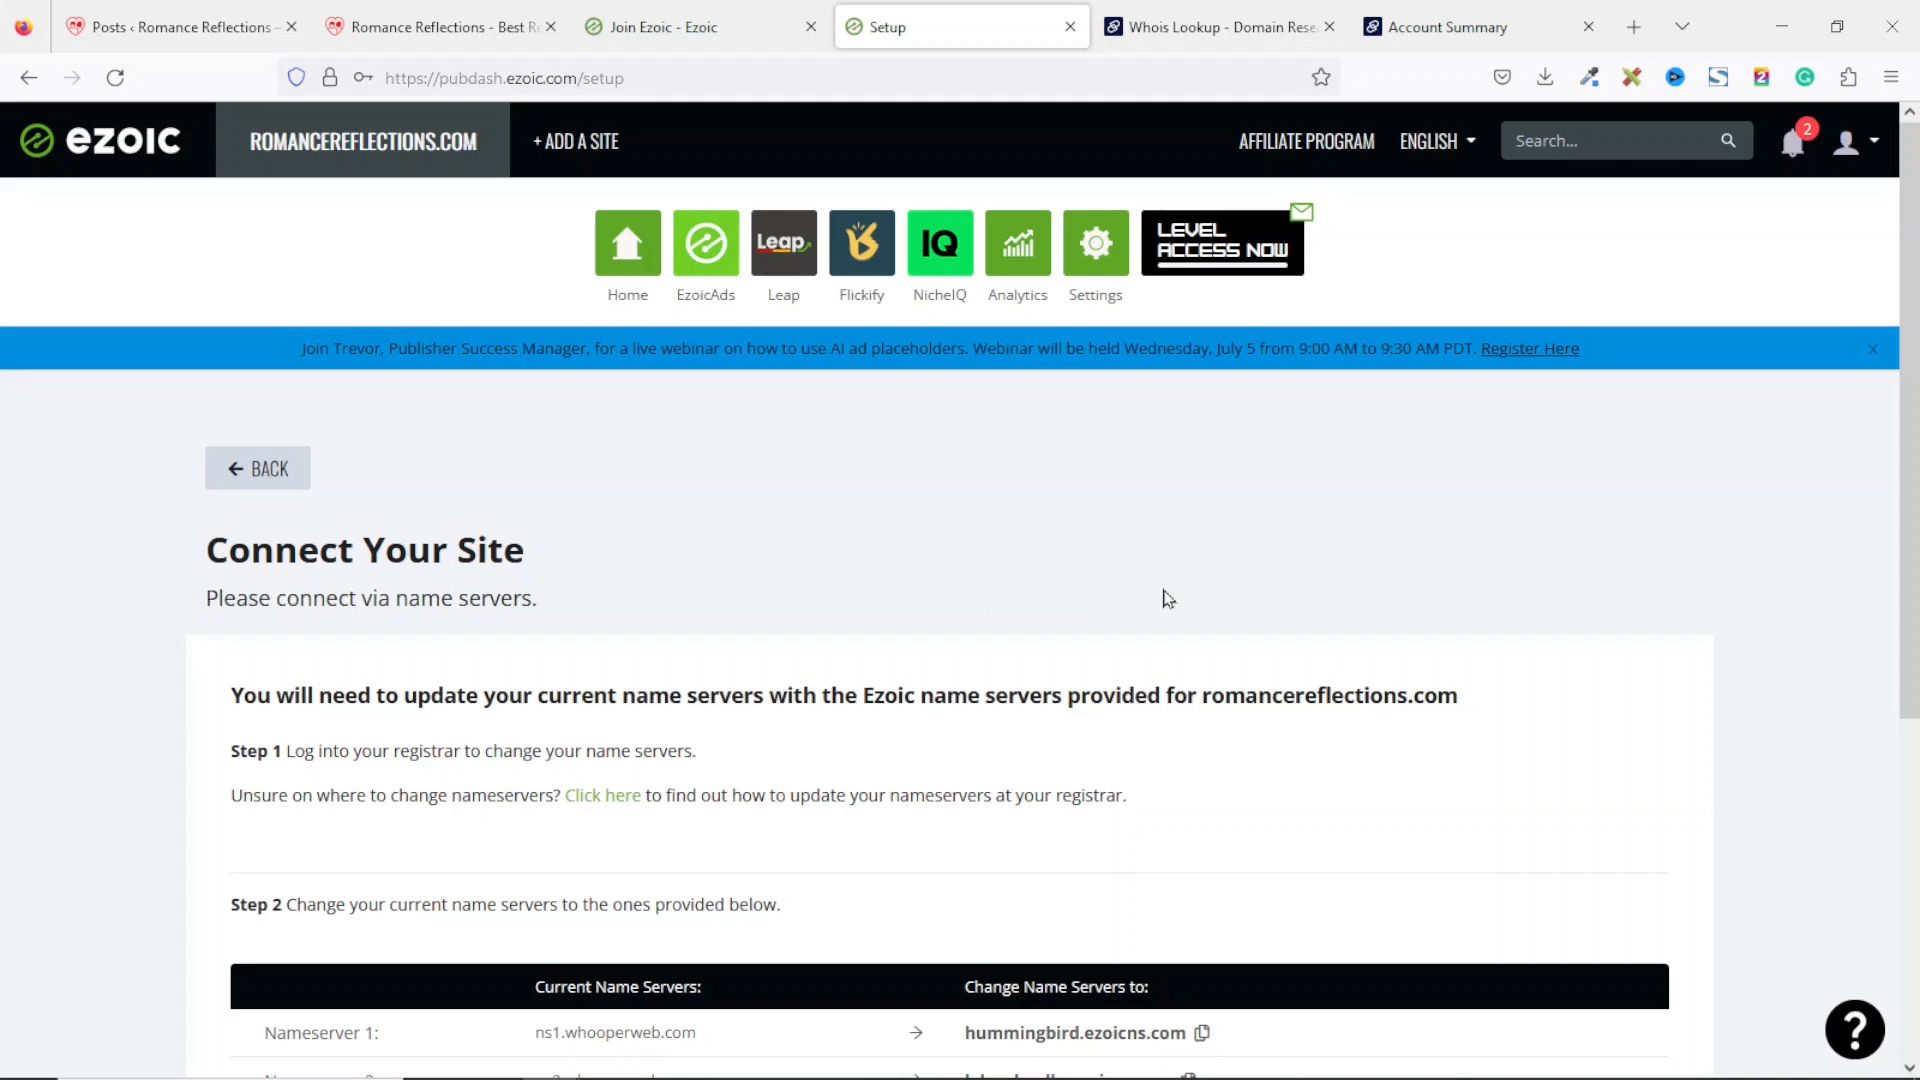 Posts ‹ Romance Reflections –
Romance Reflections - Best Re
Join Ezoic - Ezoic
Setup
Whois Lookup - Domain Rese
Account Summary
https://pubdash.ezoic.com/setup
ezoic
ROMANCEREFLECTIONS.COM
+ ADD A SITE
AFFILIATE PROGRAM
ENGLISH
Search...
2
Leap
IQ
LEVEL
ACCESS NOW
Home
EzoicAds
Leap
Flickify
NicheIQ
Analytics
Settings
Join Trevor, Publisher Success Manager, for a live webinar on how to use AI ad placeholders. Webinar will be held Wednesday, July 5 from 9:00 AM to 9:30 AM PDT. Register Here
BACK
Connect Your Site
Please connect via name servers.
You will need to update your current name servers with the Ezoic name servers provided for romancereflections.com
Step 1 Log into your registrar to change your name servers.
Unsure on where to change nameservers? Click here to find out how to update your nameservers at your registrar.
Step 2 Change your current name servers to the ones provided below.
Current Name Servers:
Change Name Servers to:
Nameserver 1:
ns1.whooperweb.com
→
hummingbird.ezoicns.com
?